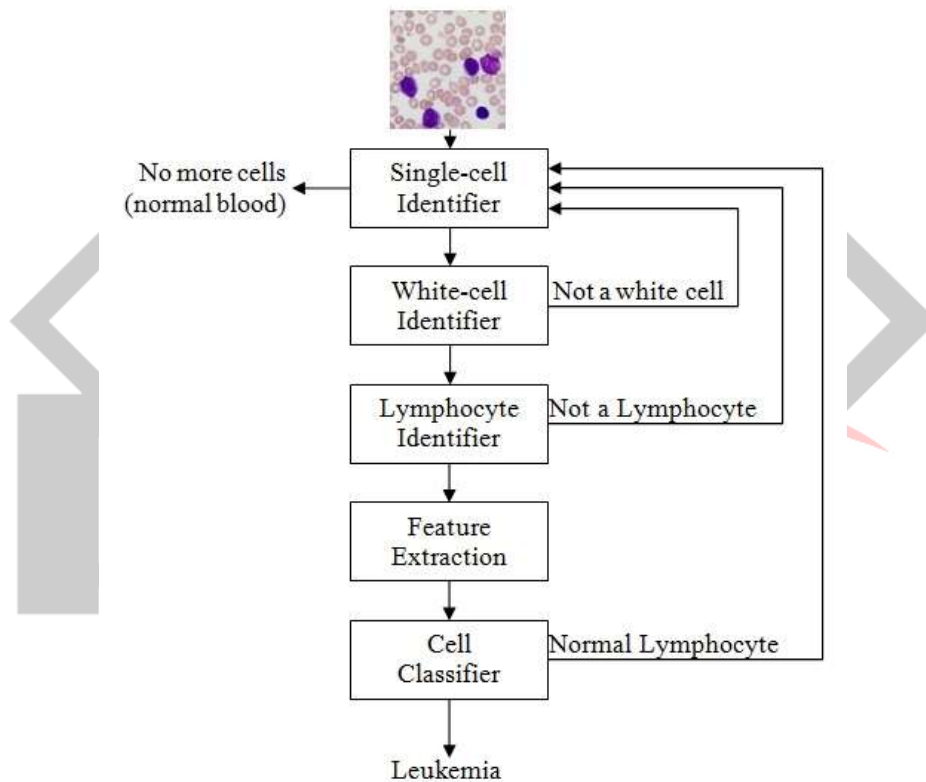 Single-cell
Identifier
No more cells
(normal blood)
White-cell
Identifier
Not a white cell
Lymphocyte
Identifier
Not a Lymphocyte
Feature
Extraction
Cell
Classifier
Normal Lymphocyte
Leukemia